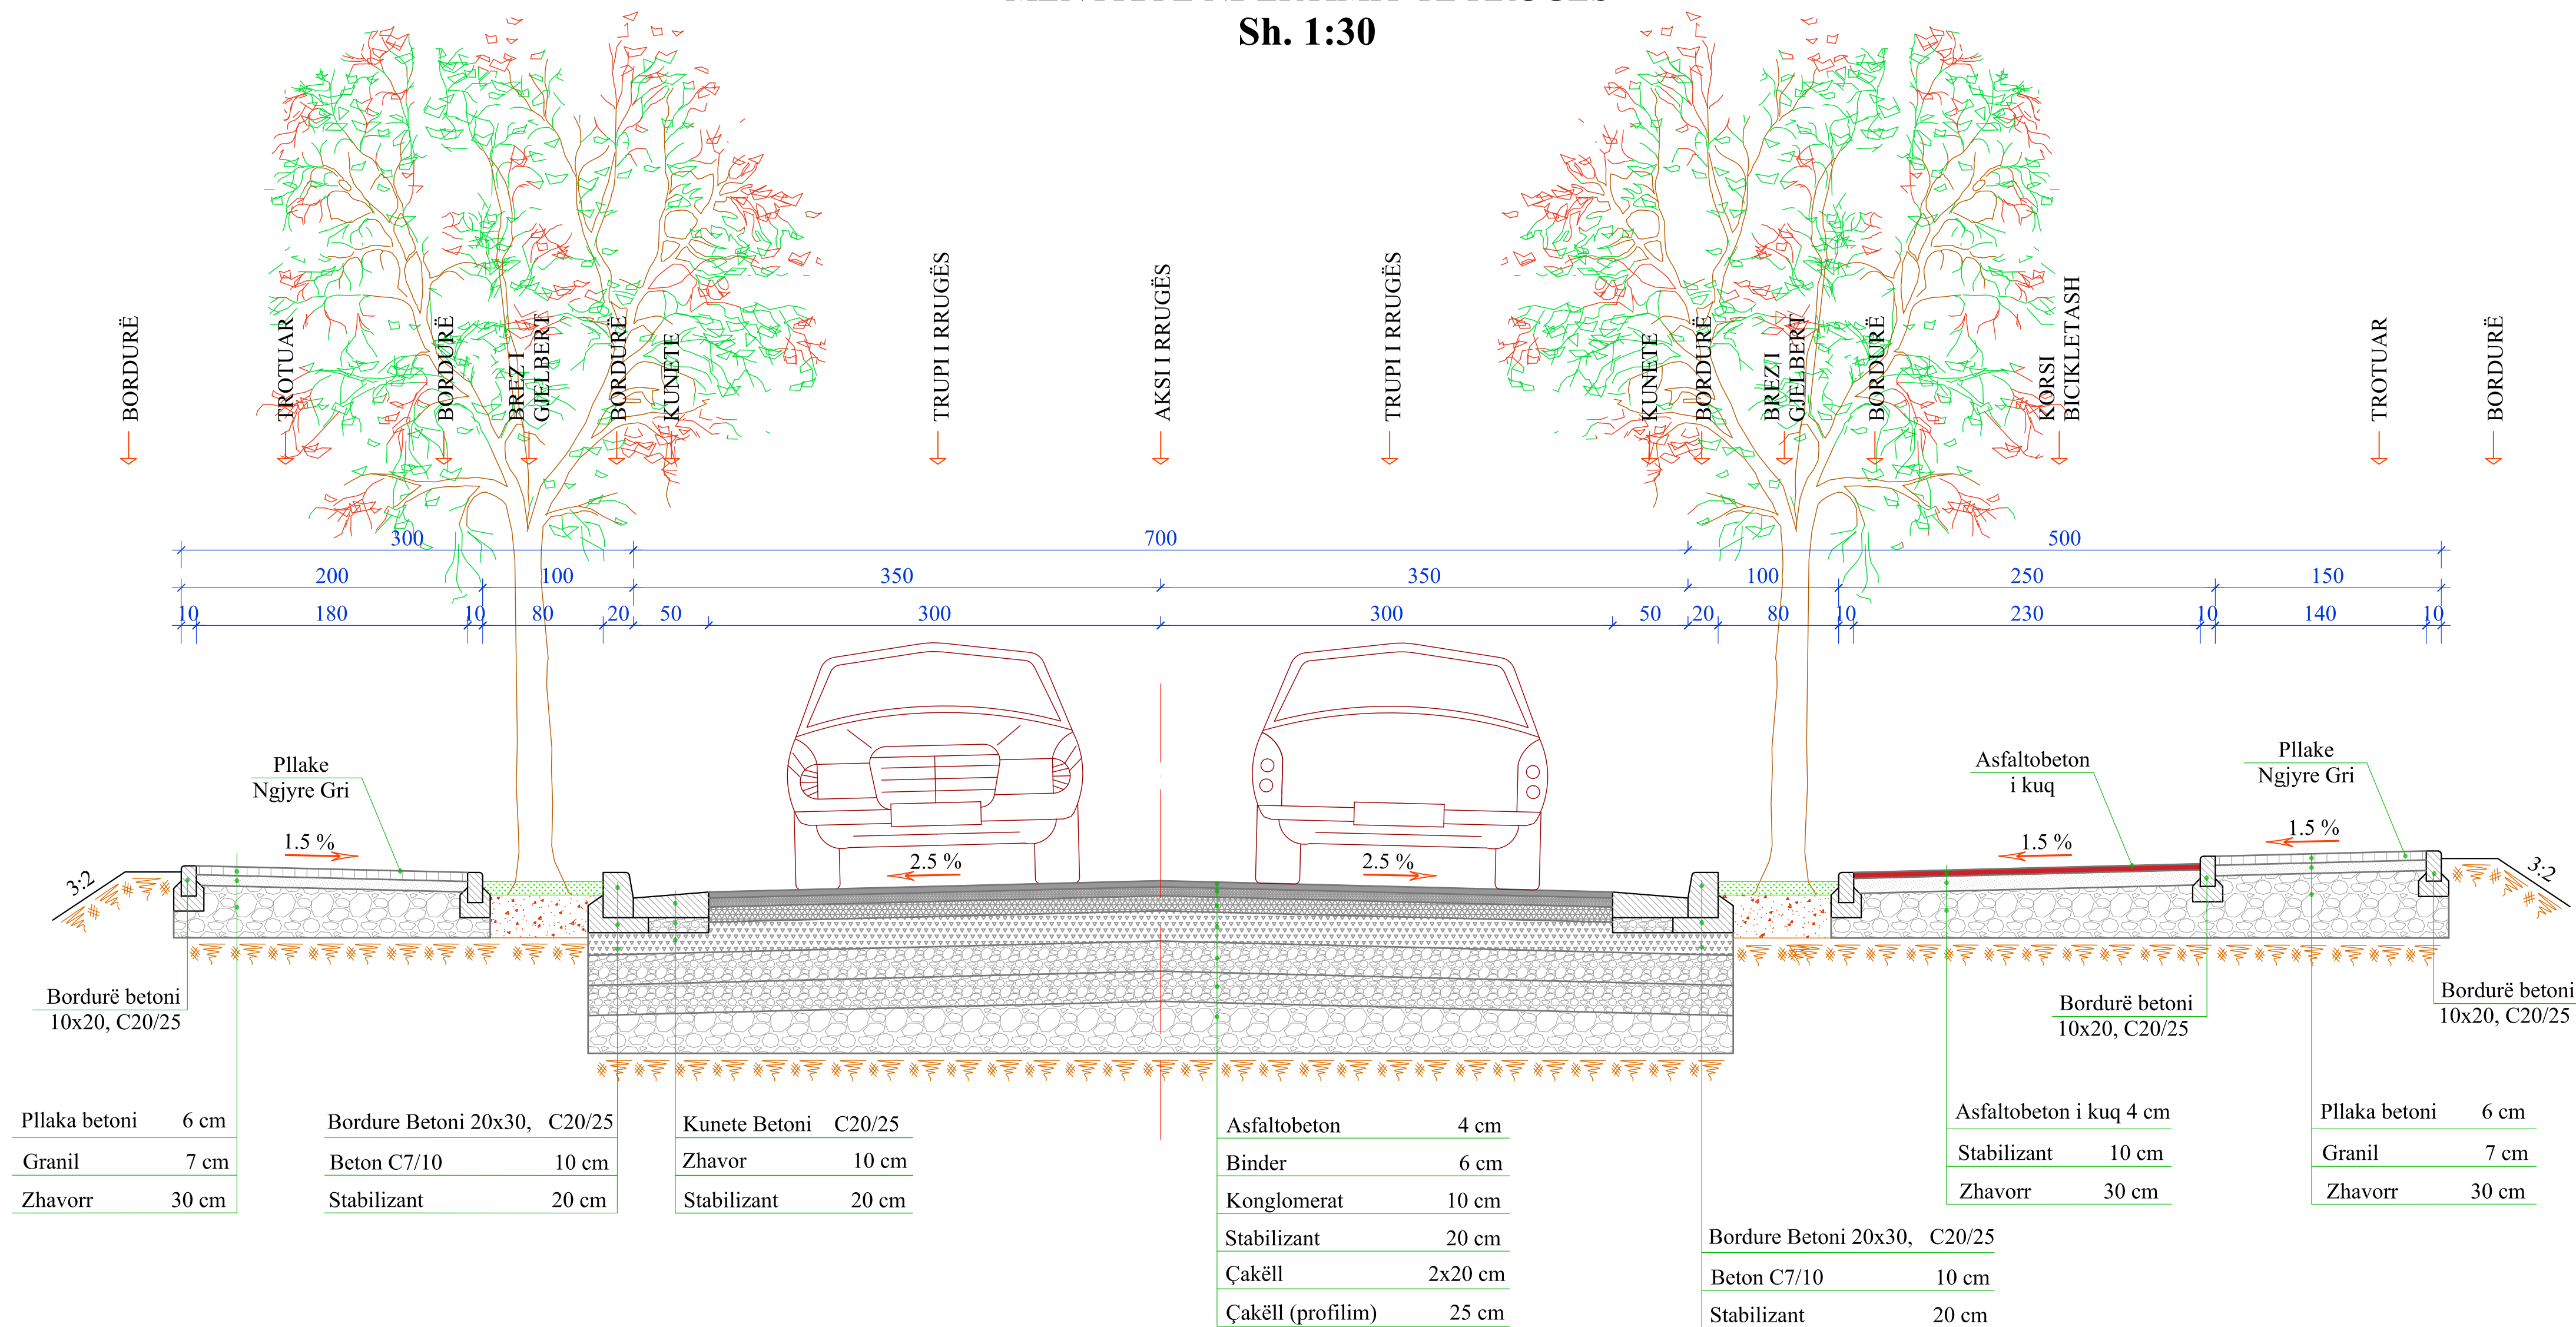 Sh. 1:30
BORDURË
TROTUAR
BORDURË
BREZ I
GJELBERT
BORDURË
KUNETE
TRUPI I RRUGËS
AKSI I RRUGËS
TRUPI I RRUGËS
KUNETE
BORDURË
BREZ I
GJELBERT
BORDURË
KORSI
BICIKLETASH
TROTUAR
BORDURË
300 700 500
200 100 350 350 100 250 150
10 180 10 80 20 50 300 300 50 20 80 10 230 10 140 10
Pllake
Ngjyre Gri
Asfaltobeton
i kuq
Pllake
Ngjyre Gri
3:2
1.5 %
2.5 %
2.5 %
1.5 %
1.5 %
3:2
Bordurë betoni
10x20, C20/25
Bordurë betoni
10x20, C20/25
Bordurë betoni
10x20, C20/25
Pllaka betoni 6 cm
Granil 7 cm
Zhavorr 30 cm
Bordure Betoni 20x30, C20/25
Beton C7/10 10 cm
Stabilizant 20 cm
Kunete Betoni C20/25
Zhavor 10 cm
Stabilizant 20 cm
Asfaltobeton 4 cm
Binder 6 cm
Konglomerat 10 cm
Stabilizant 20 cm
Çakëll 2x20 cm
Çakëll (profilim) 25 cm
Bordure Betoni 20x30, C20/25
Beton C7/10 10 cm
Stabilizant 20 cm
Asfaltobeton i kuq 4 cm
Stabilizant 10 cm
Zhavorr 30 cm
Pllaka betoni 6 cm
Granil 7 cm
Zhavorr 30 cm